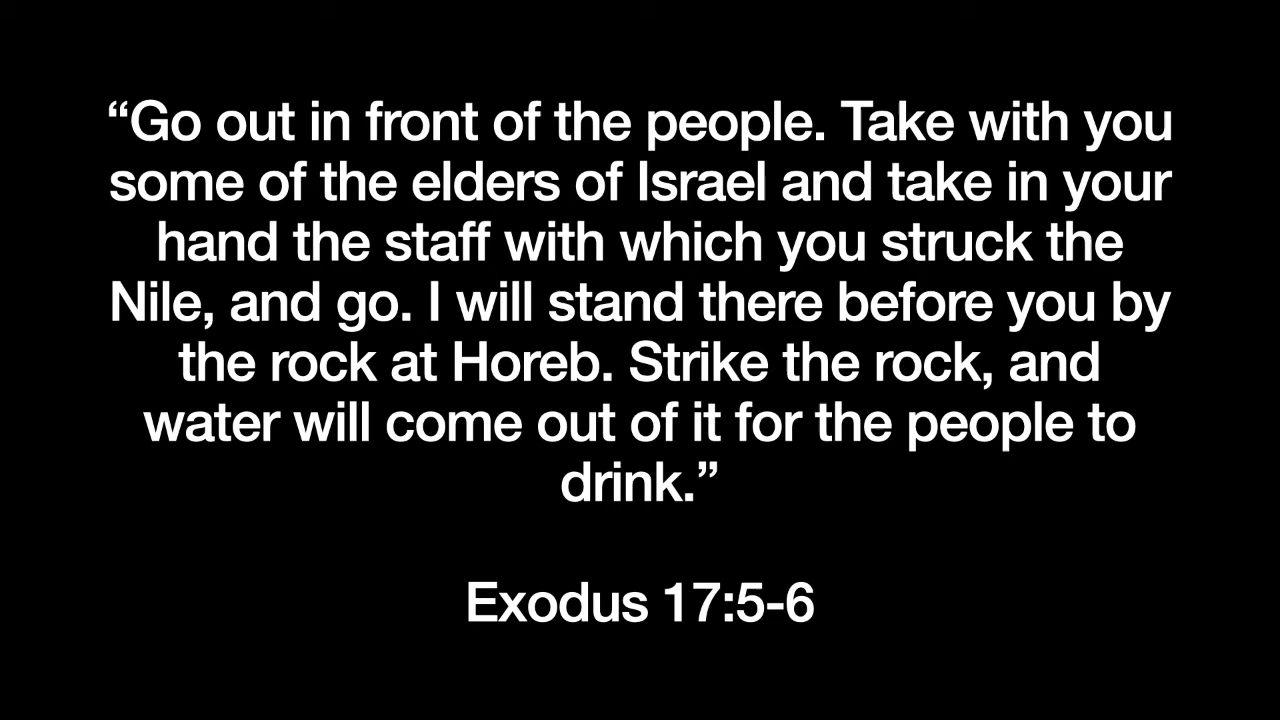 “Go out in front of the people. Take with you
some of the elders of Israel and take in your
hand the staff with which you struck the
Nile, and go. I will stand there before you by
the rock at Horeb. Strike the rock, and
water will come out of it for the people to
drink.”
Exodus 17:5-6